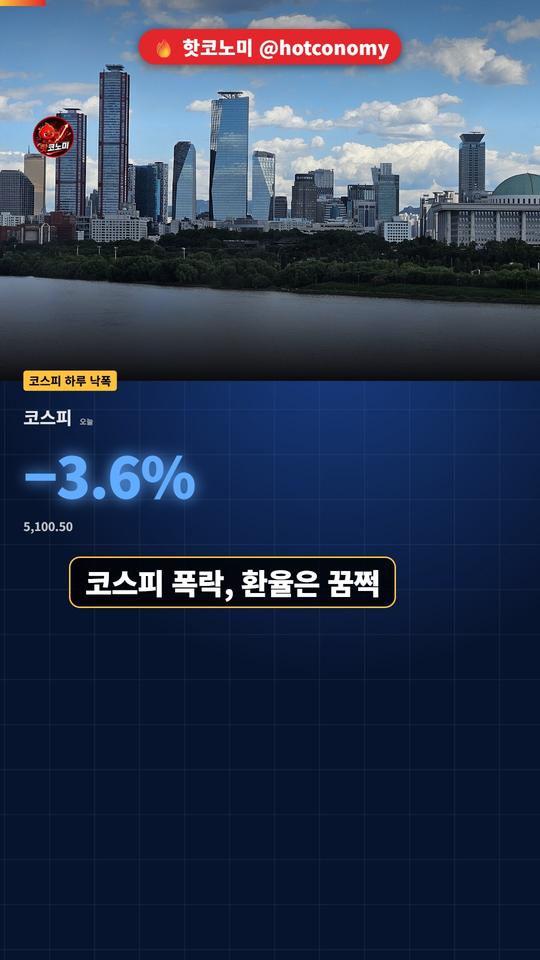 핫코노미 @hotconomy
핫코노미
코스피 하루 낙폭
코스피 오늘
−3.6%
5,100.50
코스피 폭락, 환율은 꿈쩍